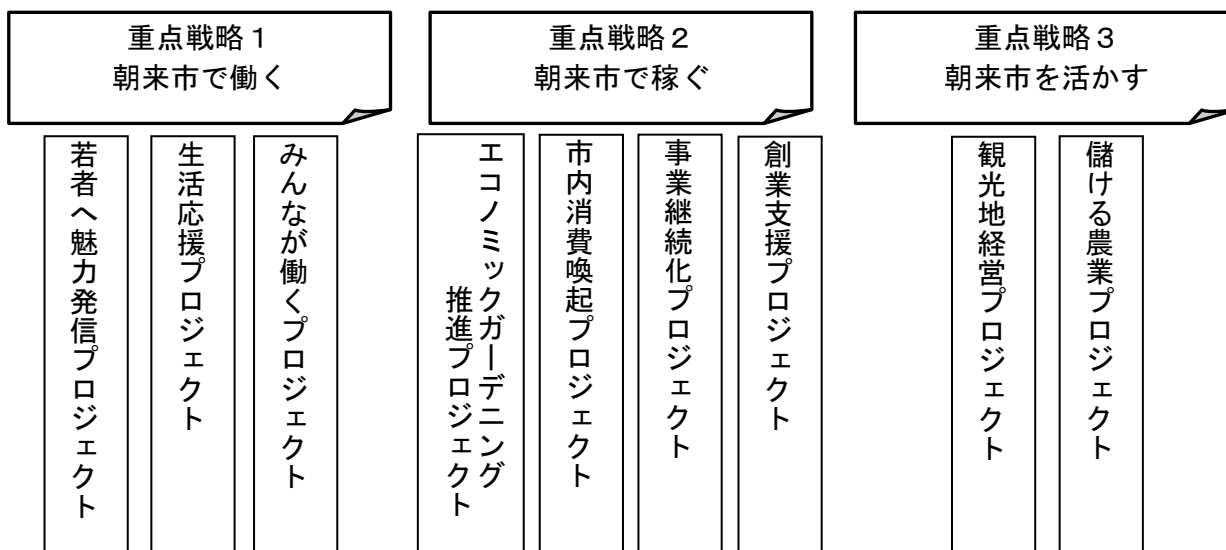 重点戦略１
朝来市で働く
若者へ魅力発信プロジェクト
生活応援プロジェクト
みんなが働くプロジェクト
重点戦略２
朝来市で稼ぐ
エコノミックガーデニング
推進プロジェクト
市内消費喚起プロジェクト
事業継続化プロジェクト
創業支援プロジェクト
重点戦略３
朝来市を活かす
観光地経営プロジェクト
儲ける農業プロジェクト